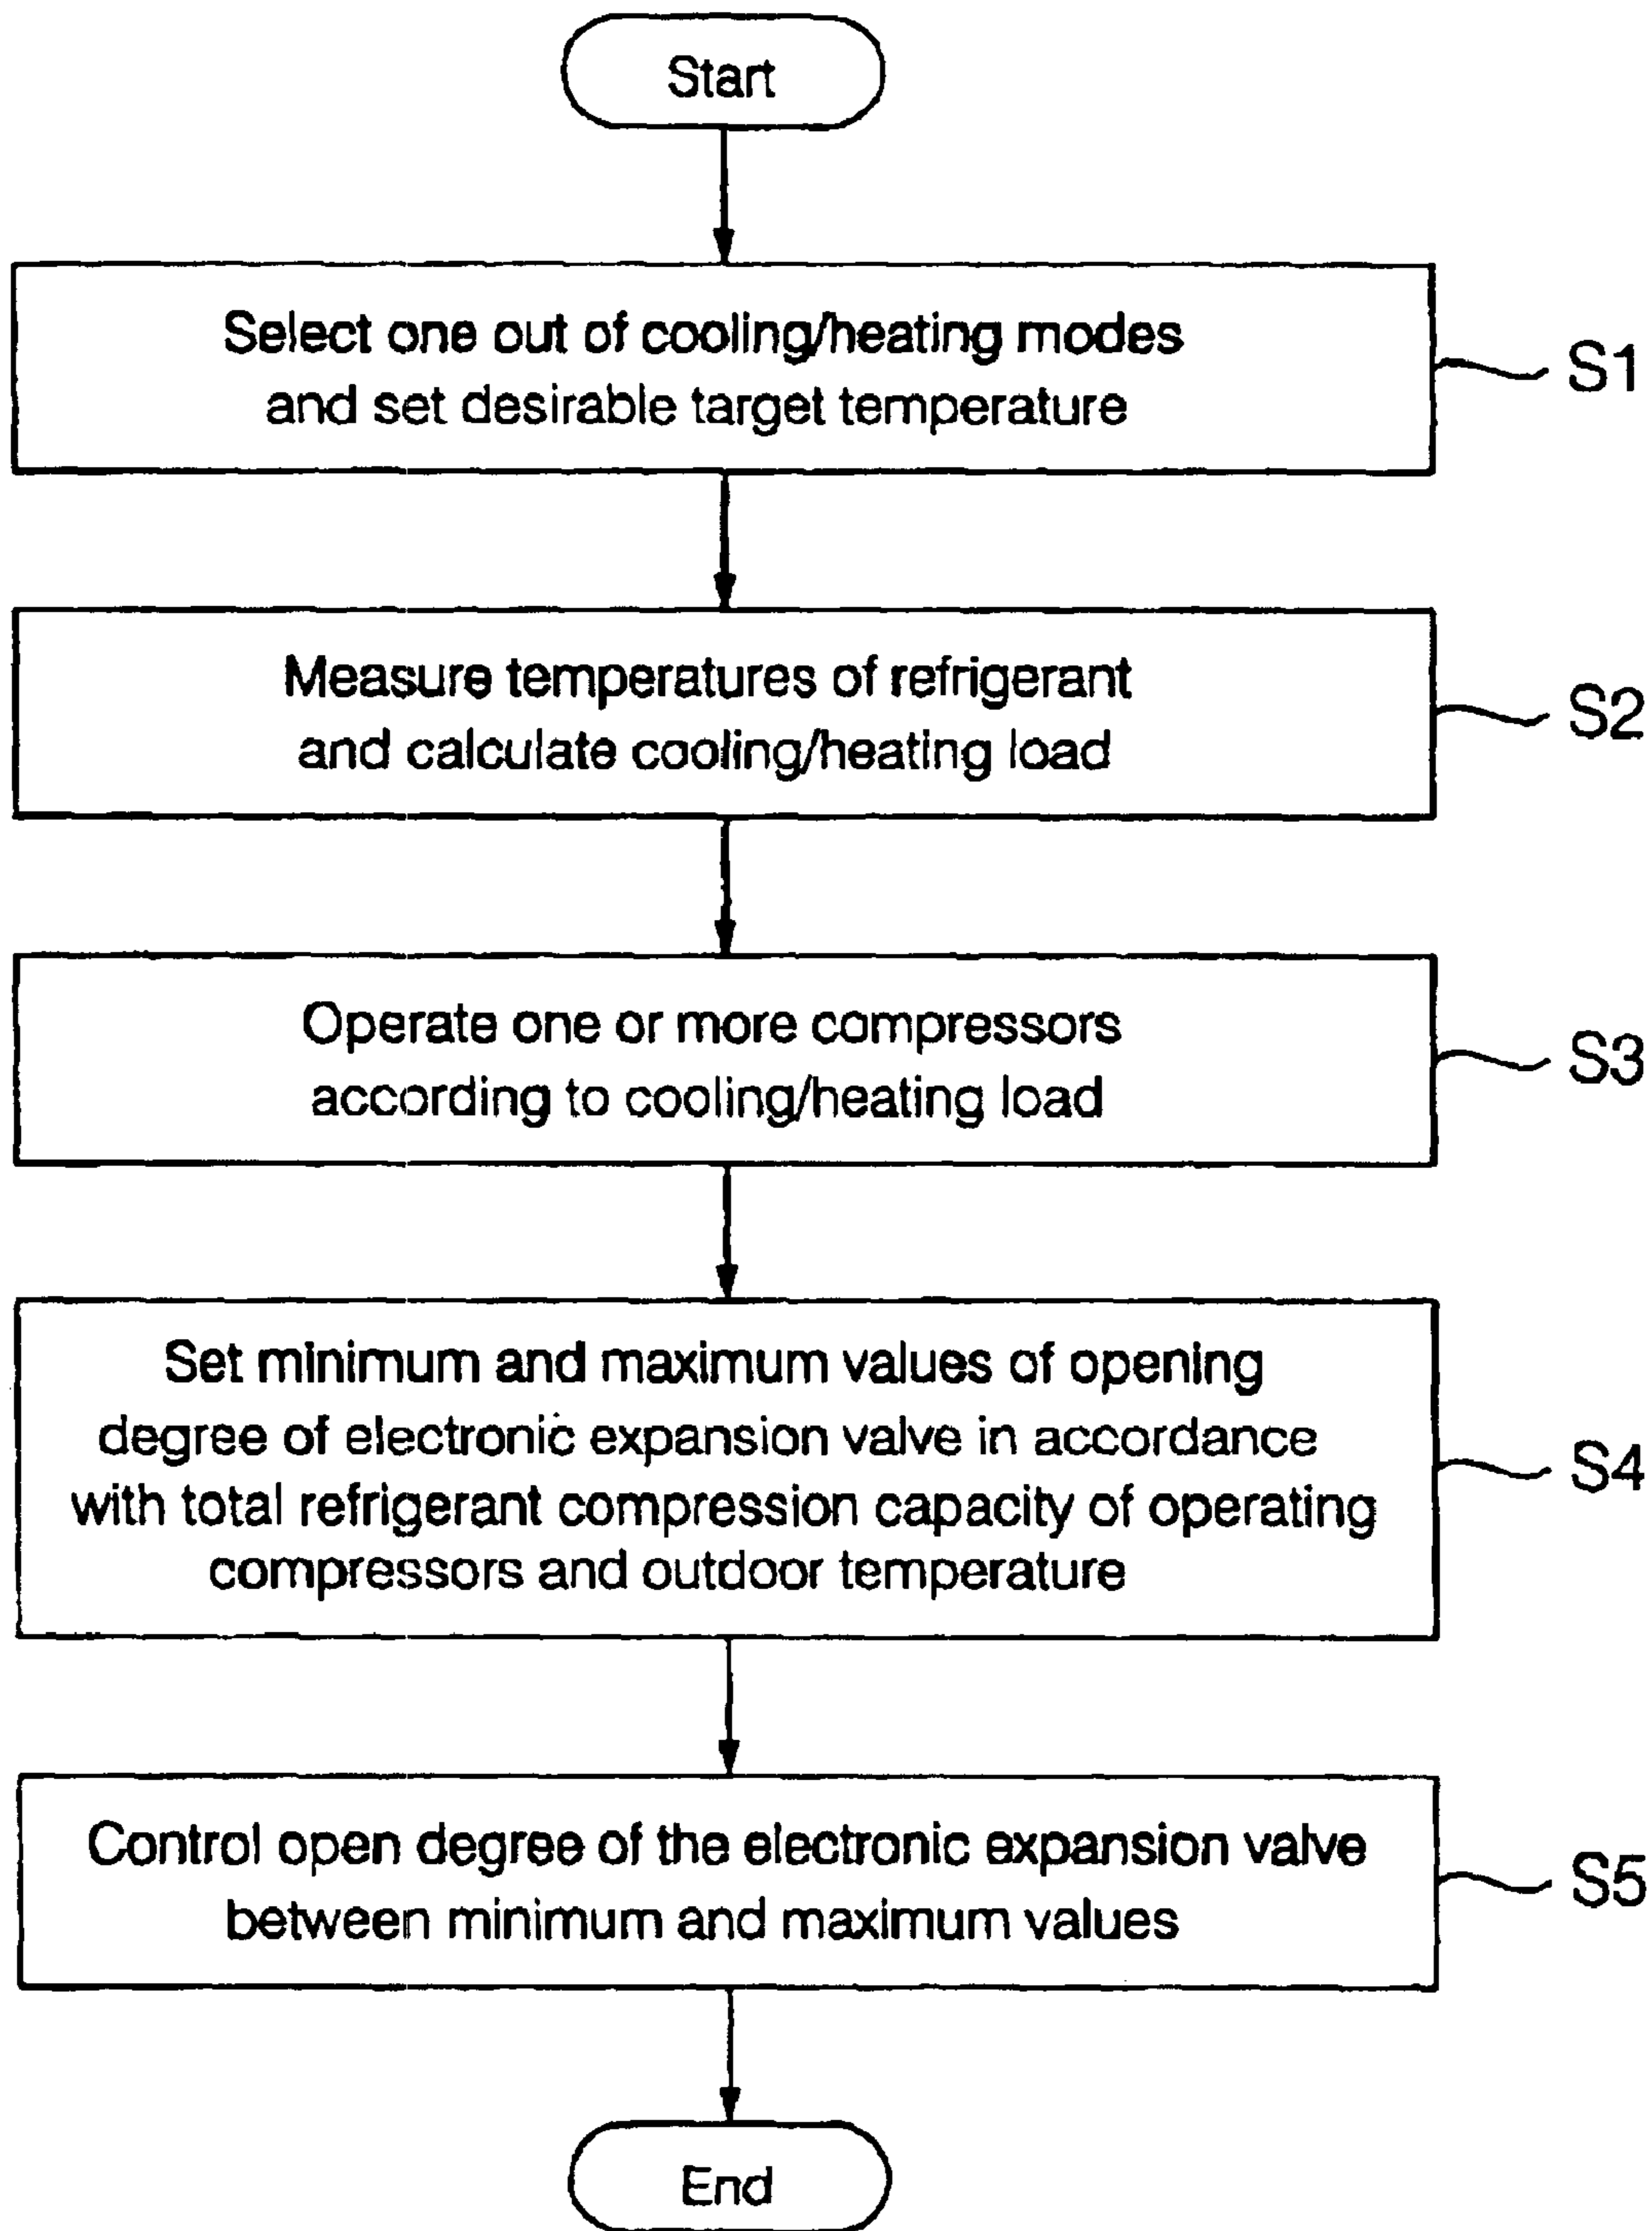 Start
Select one out of cooling/heating modes
and set desirable target temperature
S1
Measure temperatures of refrigerant
and calculate cooling/heating load
S2
Operate one or more compressors
according to cooling/heating load
S3
Set minimum and maximum values of opening
degree of electronic expansion valve in accordance
with total refrigerant compression capacity of operating
compressors and outdoor temperature
S4
Control open degree of the electronic expansion valve
between minimum and maximum values
S5
End